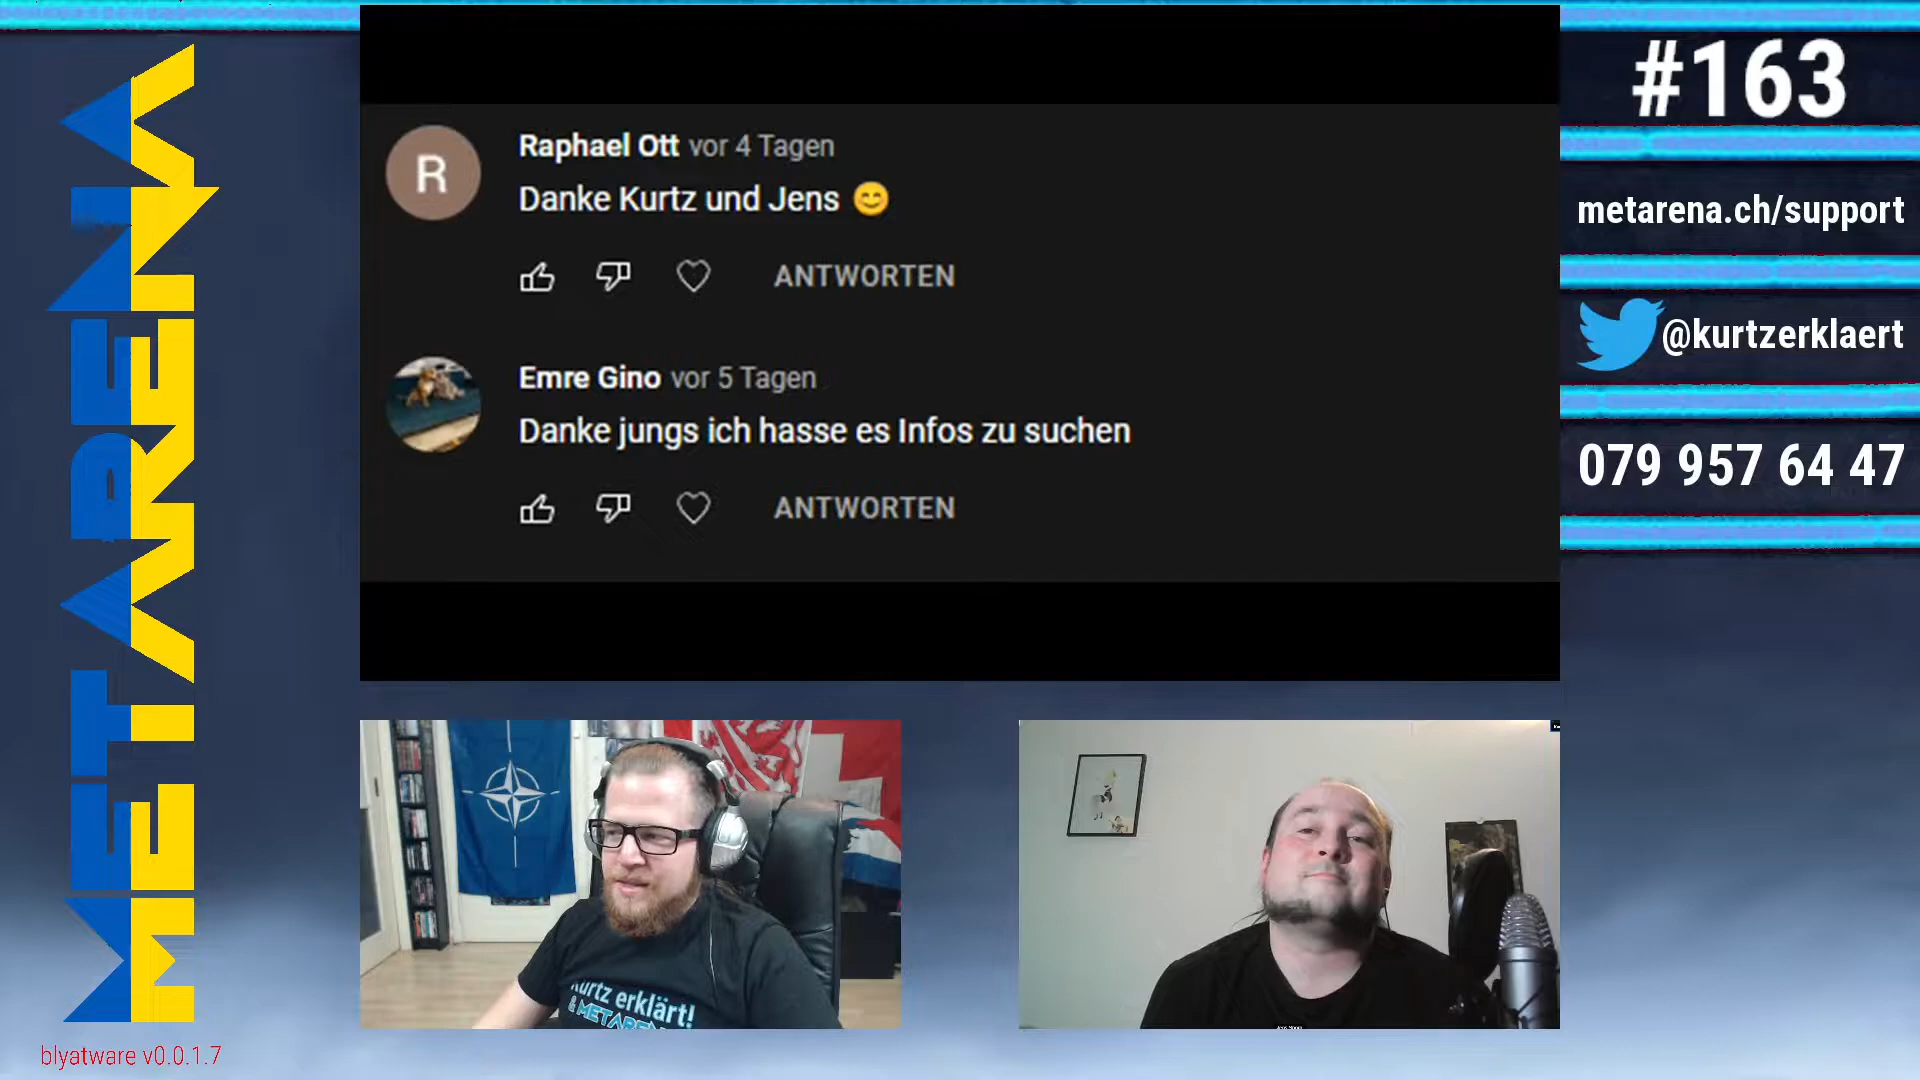 METARENA
#163
Raphael Ott vor 4 Tagen
Danke Kurtz und Jens 😊
ANTWORTEN
metarena.ch/support
@kurtzerklaert
Emre Gino vor 5 Tagen
Danke jungs ich hasse es Infos zu suchen
ANTWORTEN
079 957 64 47
Kurtz erklärt!
& METARENA
blyatware v0.0.1.7